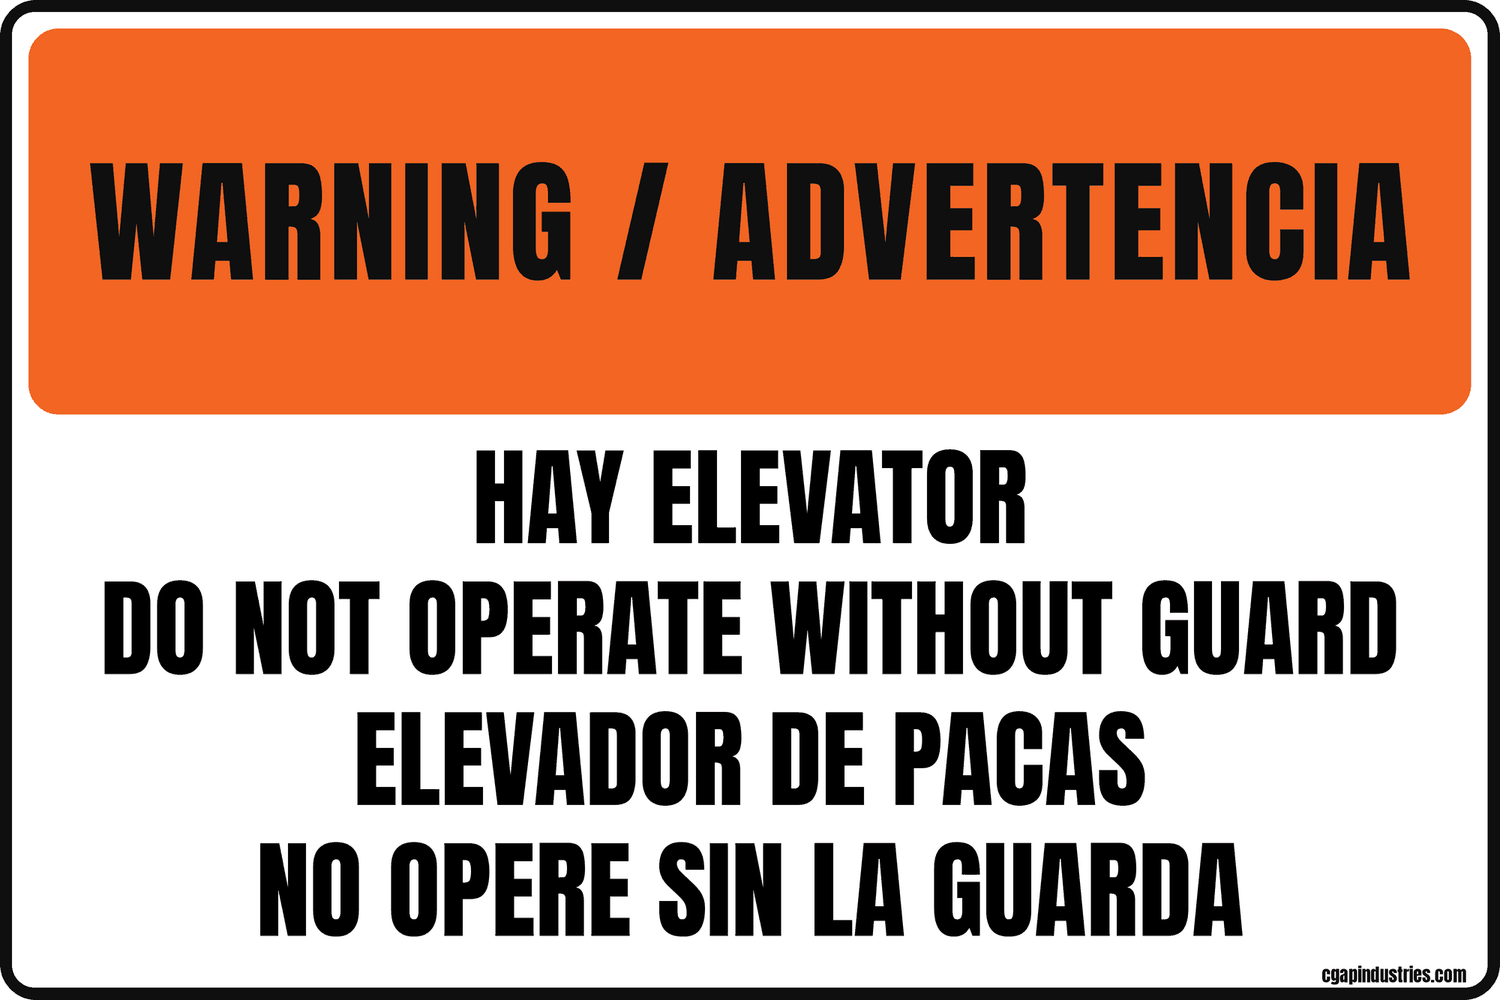 WARNING / ADVERTENCIA
HAY ELEVATOR
DO NOT OPERATE WITHOUT GUARD
ELEVADOR DE PACAS
NO OPERE SIN LA GUARDA
cgapindustries.com